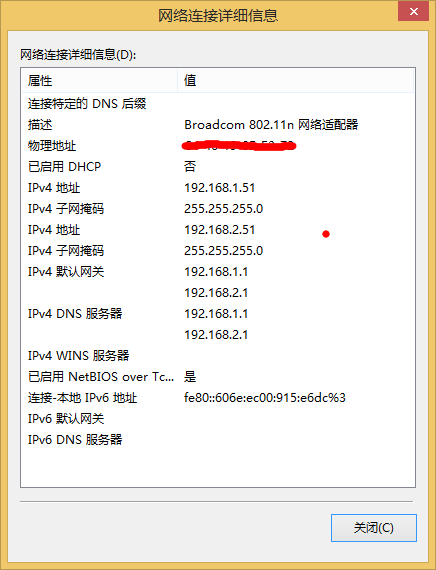 网络连接详细信息
网络连接详细信息(D):
属性 值
连接特定的 DNS 后缀
描述 Broadcom 802.11n 网络适配器
物理地址
已启用 DHCP 否
IPv4 地址 192.168.1.51
IPv4 子网掩码 255.255.255.0
IPv4 地址 192.168.2.51
IPv4 子网掩码 255.255.255.0
IPv4 默认网关 192.168.1.1
192.168.2.1
IPv4 DNS 服务器 192.168.1.1
192.168.2.1
IPv4 WINS 服务器
已启用 NetBIOS over Tc... 是
连接-本地 IPv6 地址 fe80::606e:ec00:915:e6dc%3
IPv6 默认网关
IPv6 DNS 服务器
关闭(C)